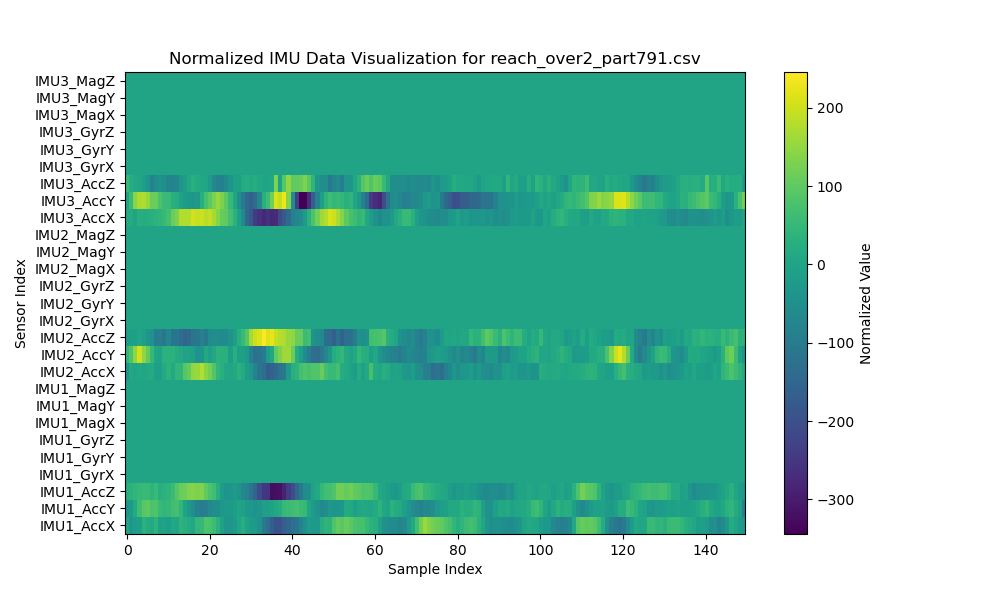 Normalized IMU Data Visualization for reach_over2_part791.csv
IMU3_MagZ
IMU3_MagY
IMU3_MagX
IMU3_GyrZ
IMU3_GyrY
IMU3_GyrX
IMU3_AccZ
IMU3_AccY
IMU3_AccX
IMU2_MagZ
IMU2_MagY
IMU2_MagX
IMU2_GyrZ
IMU2_GyrY
IMU2_GyrX
IMU2_AccZ
IMU2_AccY
IMU2_AccX
IMU1_MagZ
IMU1_MagY
IMU1_MagX
IMU1_GyrZ
IMU1_GyrY
IMU1_GyrX
IMU1_AccZ
IMU1_AccY
IMU1_AccX
Sensor Index
0 20 40 60 80 100 120 140
Sample Index
200
100
0
−100
−200
−300
Normalized Value